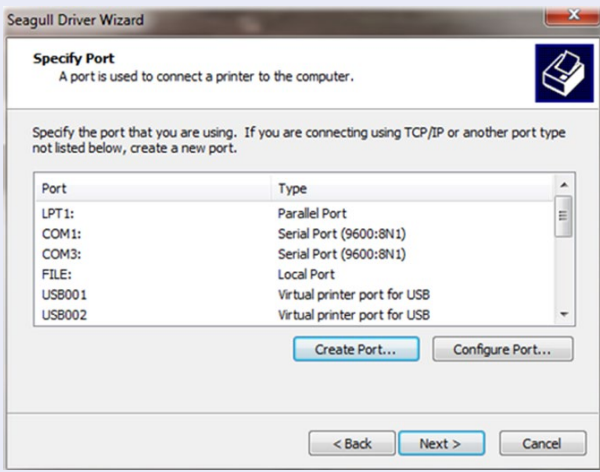 Seagull Driver Wizard
Specify Port
A port is used to connect a printer to the computer.
Specify the port that you are using. If you are connecting using TCP/IP or another port type
not listed below, create a new port.
Port Type
LPT1: Parallel Port
COM1: Serial Port (9600:8N1)
COM3: Serial Port (9600:8N1)
FILE: Local Port
USB001 Virtual printer port for USB
USB002 Virtual printer port for USB
Create Port... Configure Port...
< Back Next > Cancel